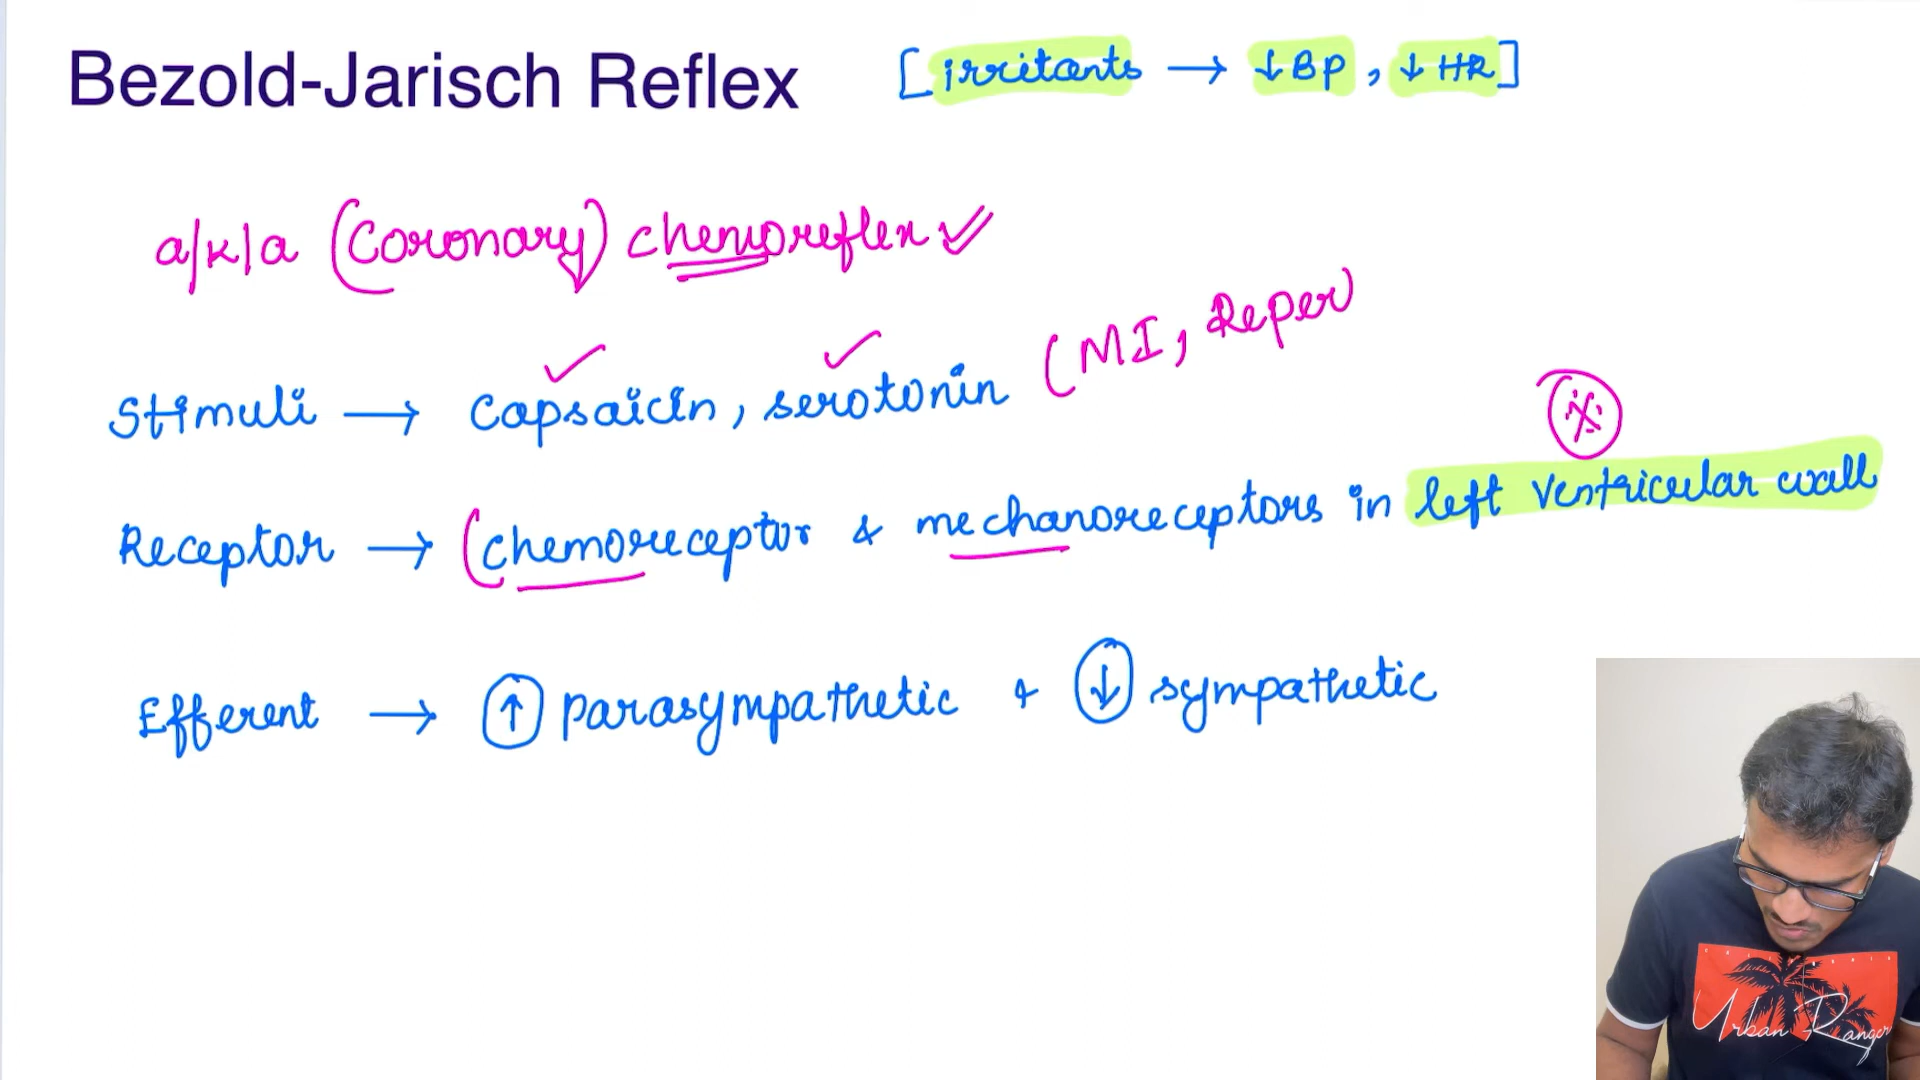 Bezold-Jarisch Reflex [irritants → ↓BP, ↓HR]
a/k/a (Coronary) chemoreflex ✓
Stimuli → Capsaicin, serotonin (MI, Reper
Receptor → (chemoreceptor & mechanoreceptors in left ventricular wall
Efferent → ↑ parasympathetic + ↓ sympathetic
Urban Ranger